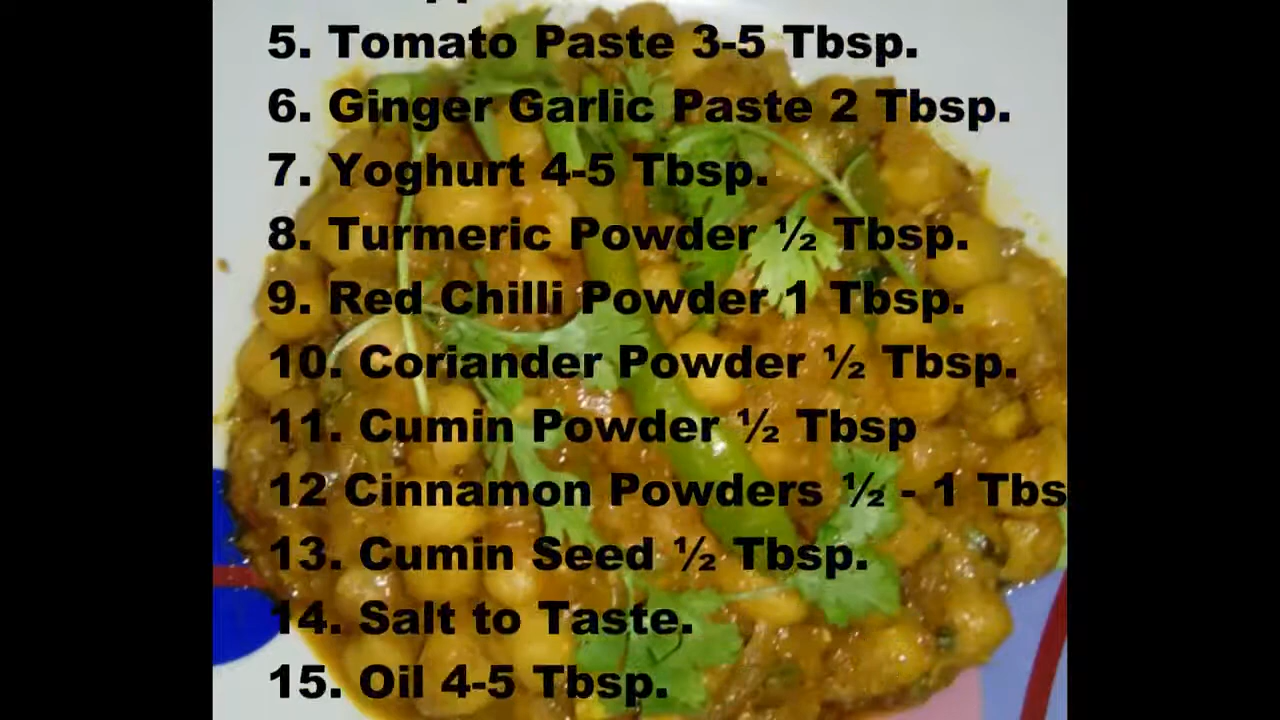 5. Tomato Paste 3-5 Tbsp.
6. Ginger Garlic Paste 2 Tbsp.
7. Yoghurt 4-5 Tbsp.
8. Turmeric Powder ½ Tbsp.
9. Red Chilli Powder 1 Tbsp.
10. Coriander Powder ½ Tbsp.
11. Cumin Powder ½ Tbsp
12 Cinnamon Powders ½ - 1 Tbs
13. Cumin Seed ½ Tbsp.
14. Salt to Taste.
15. Oil 4-5 Tbsp.